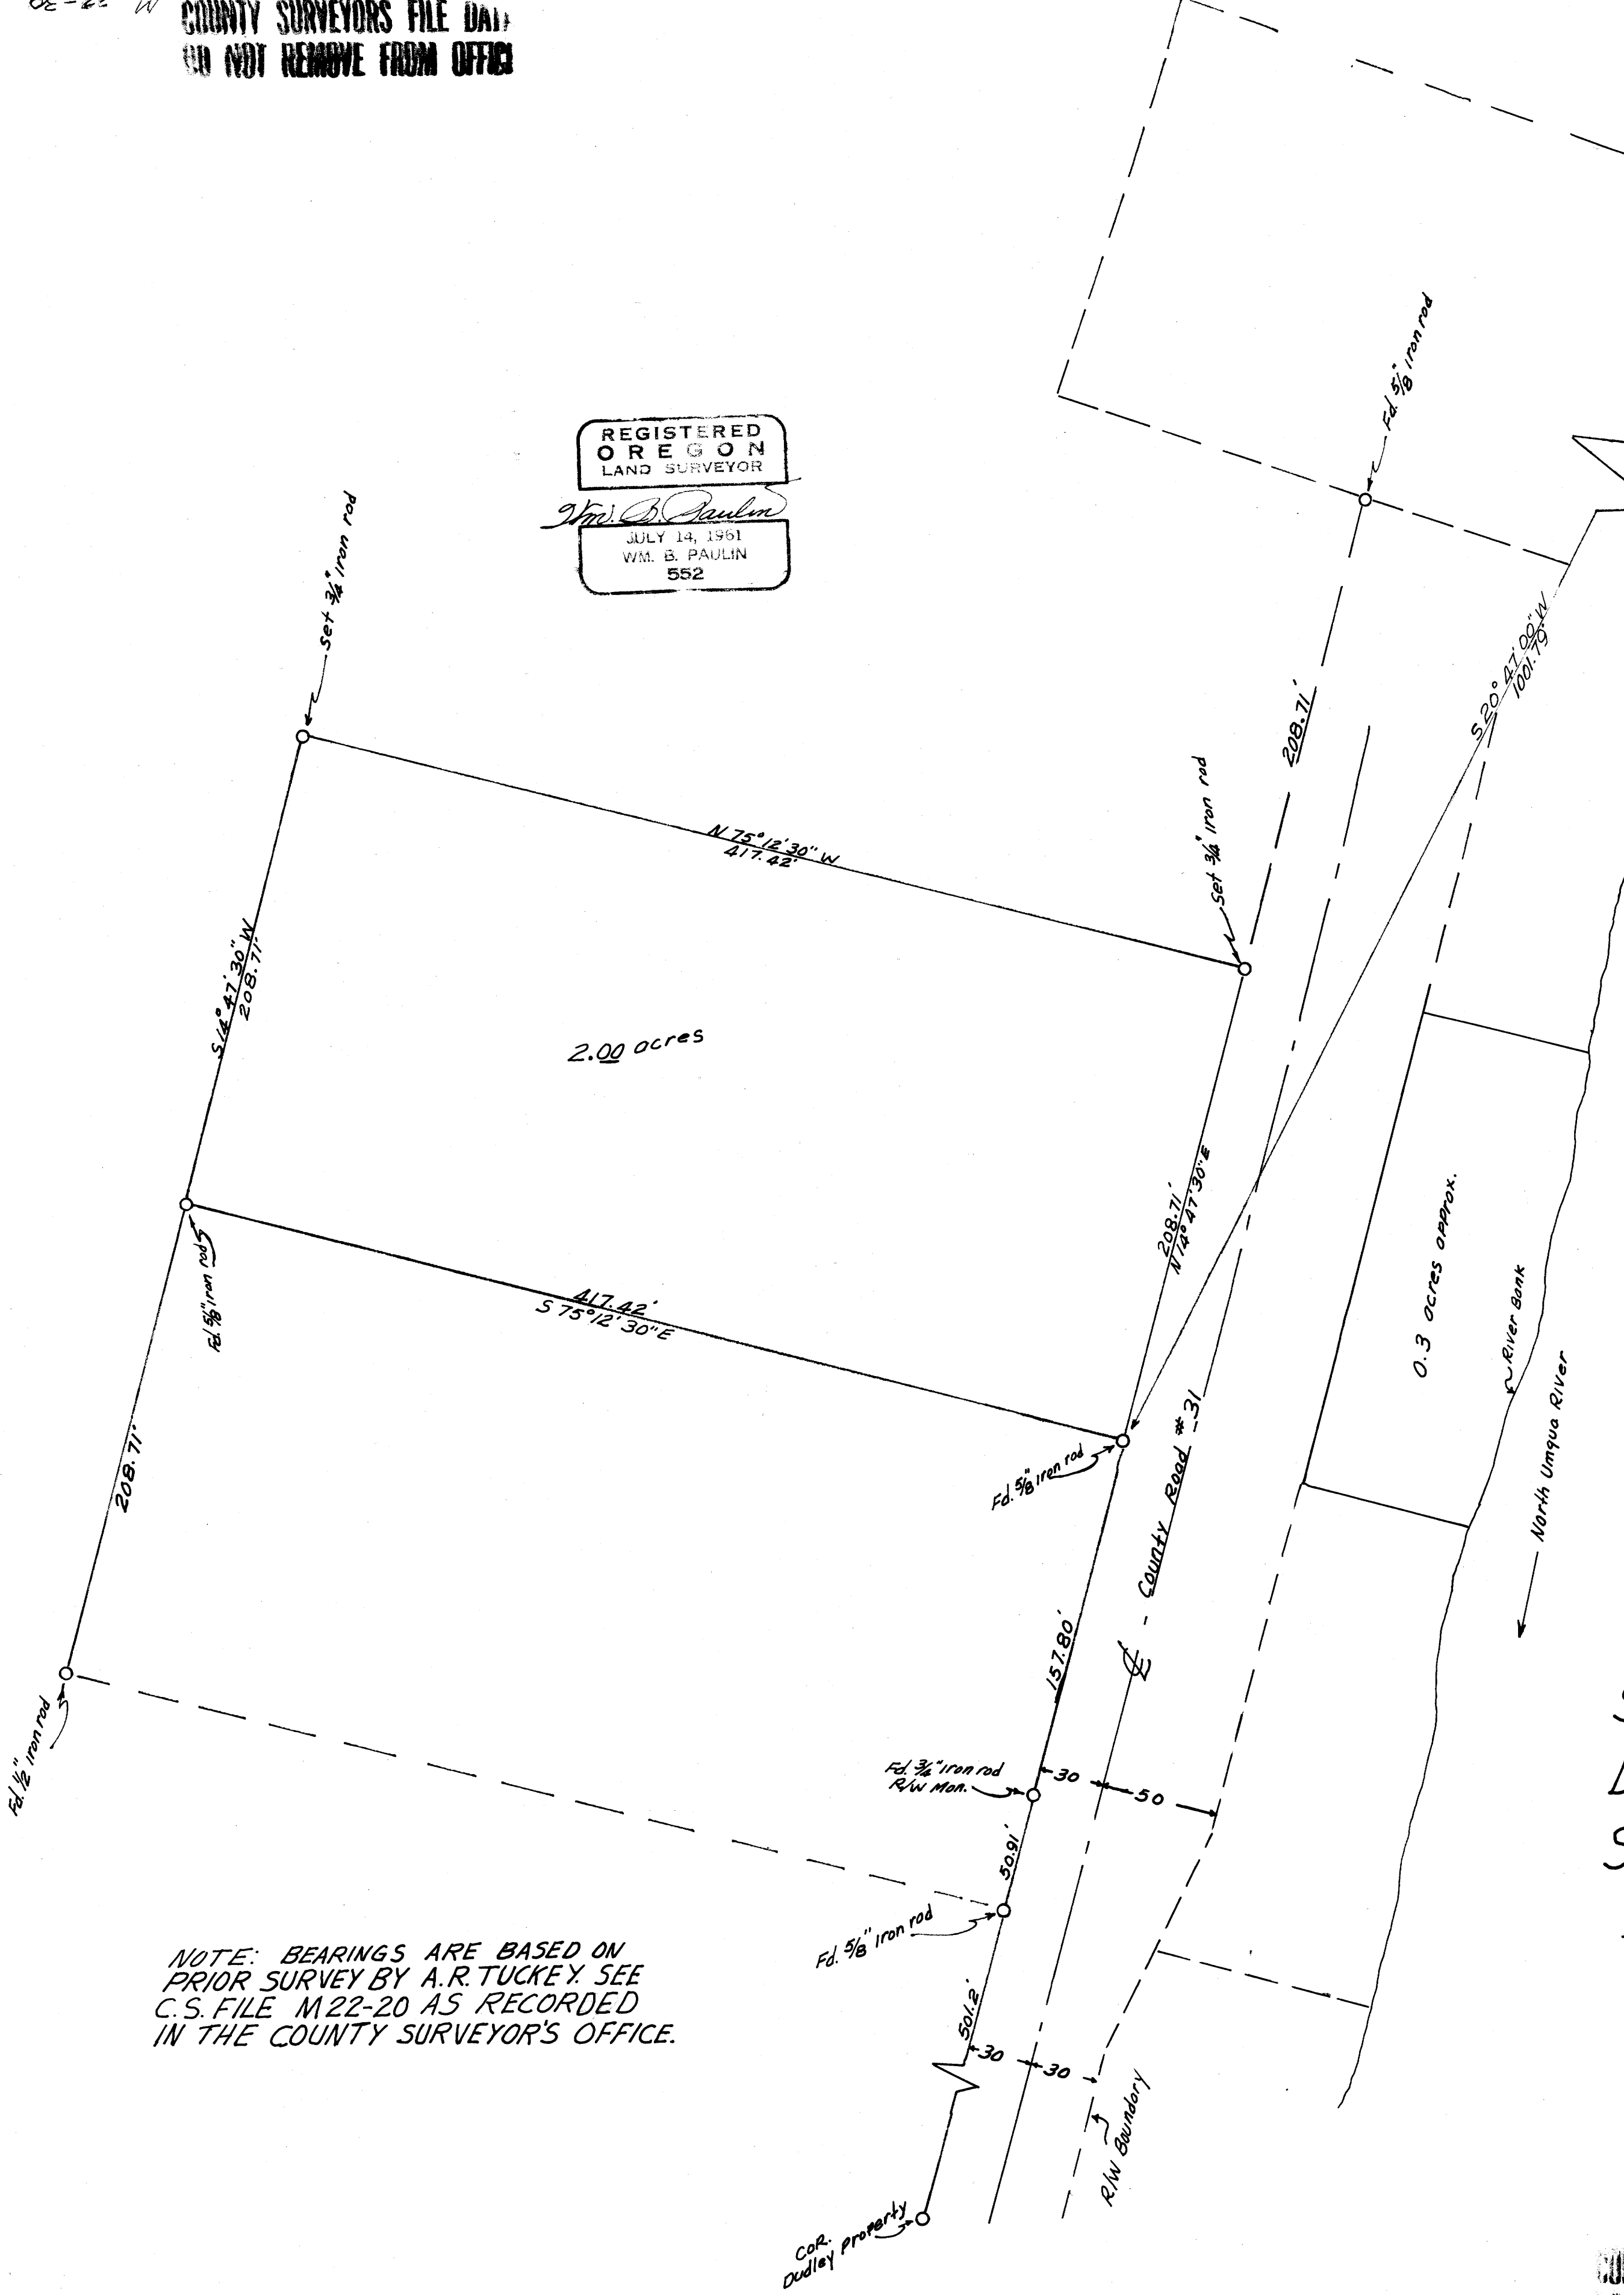 COUNTY SURVEYORS FILE DATA
DO NOT REMOVE FROM OFFICE
REGISTERED
OREGON
LAND SURVEYOR
Wm. B. Paulin
JULY 14, 1961
WM. B. PAULIN
552
Fd. 5/8" iron rod
set 3/4" iron rod
S 20° 47' 00" W
1001.79'
208.71'
set 3/4" iron rod
N 75° 12' 30" W
417.42'
S 14° 47' 30" W
208.71'
2.00 acres
208.71'
N 14° 47' 30" E
0.3 acres approx.
River Bank
North Umqua River
Fd. 5/8" iron rod
417.42'
S 75° 12' 30" E
County Road # 31
Fd. 5/8" iron rod
208.71'
157.80'
Fd. 1/2" iron rod
Fd. 3/4" iron rod
R/W Mon.
30
50
50.91'
Fd. 5/8" iron rod
NOTE: BEARINGS ARE BASED ON
PRIOR SURVEY BY A.R. TUCKEY. SEE
C.S. FILE M22-20 AS RECORDED
IN THE COUNTY SURVEYOR'S OFFICE.
501.2'
30
30
R/W Boundary
COR.
Dudley Property